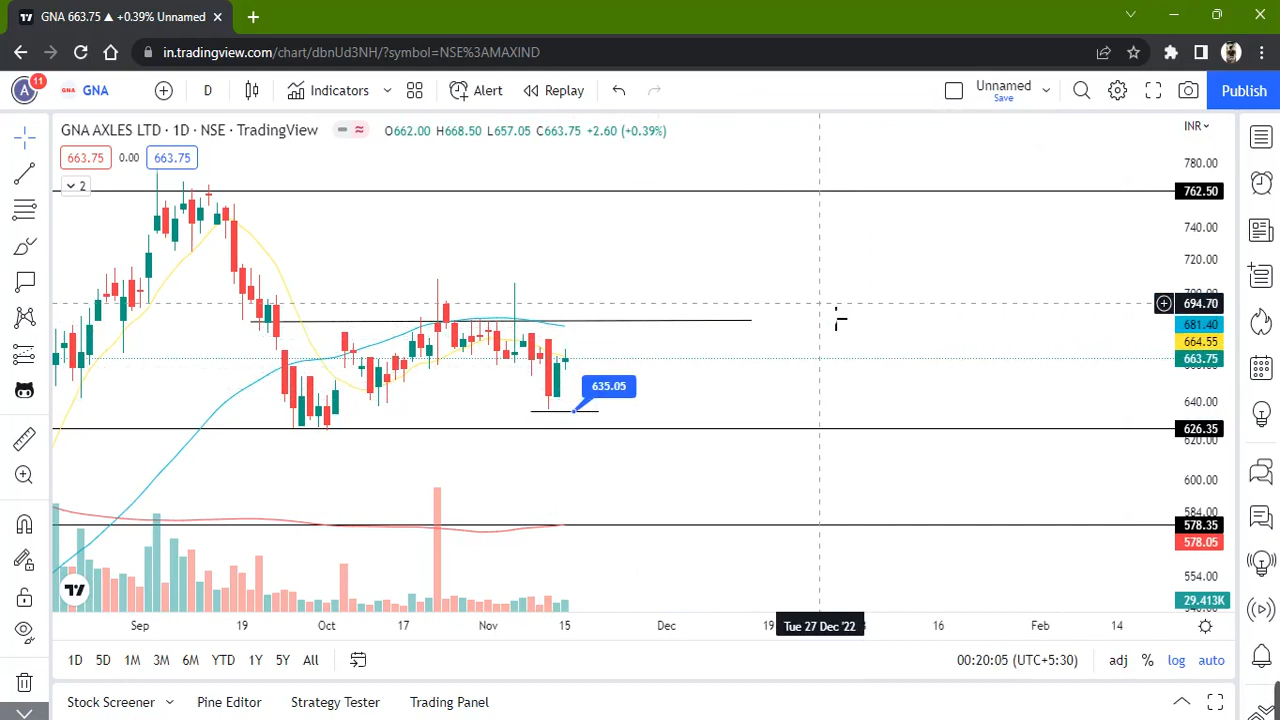 GNA 663.75 ▲ +0.39% Unnamed
in.tradingview.com/chart/dbnUd3NH/?symbol=NSE%3AMAXIND
A 11 GNA GNA D Indicators Alert Replay Unnamed Save Publish
GNA AXLES LTD · 1D · NSE · TradingView O662.00 H668.50 L657.05 C663.75 +2.60 (+0.39%) INR
663.75 0.00 663.75
2
780.00
762.50
740.00
720.00
694.70
681.40
664.55
663.75
635.05
640.00
626.35
620.00
600.00
584.00
578.35
578.05
554.00
29.413K
Sep 19 Oct 17 Nov 15 Dec 19 Tue 27 Dec '22 16 Feb 14
1D 5D 1M 3M 6M YTD 1Y 5Y All 00:20:05 (UTC+5:30) adj % log auto
Stock Screener Pine Editor Strategy Tester Trading Panel